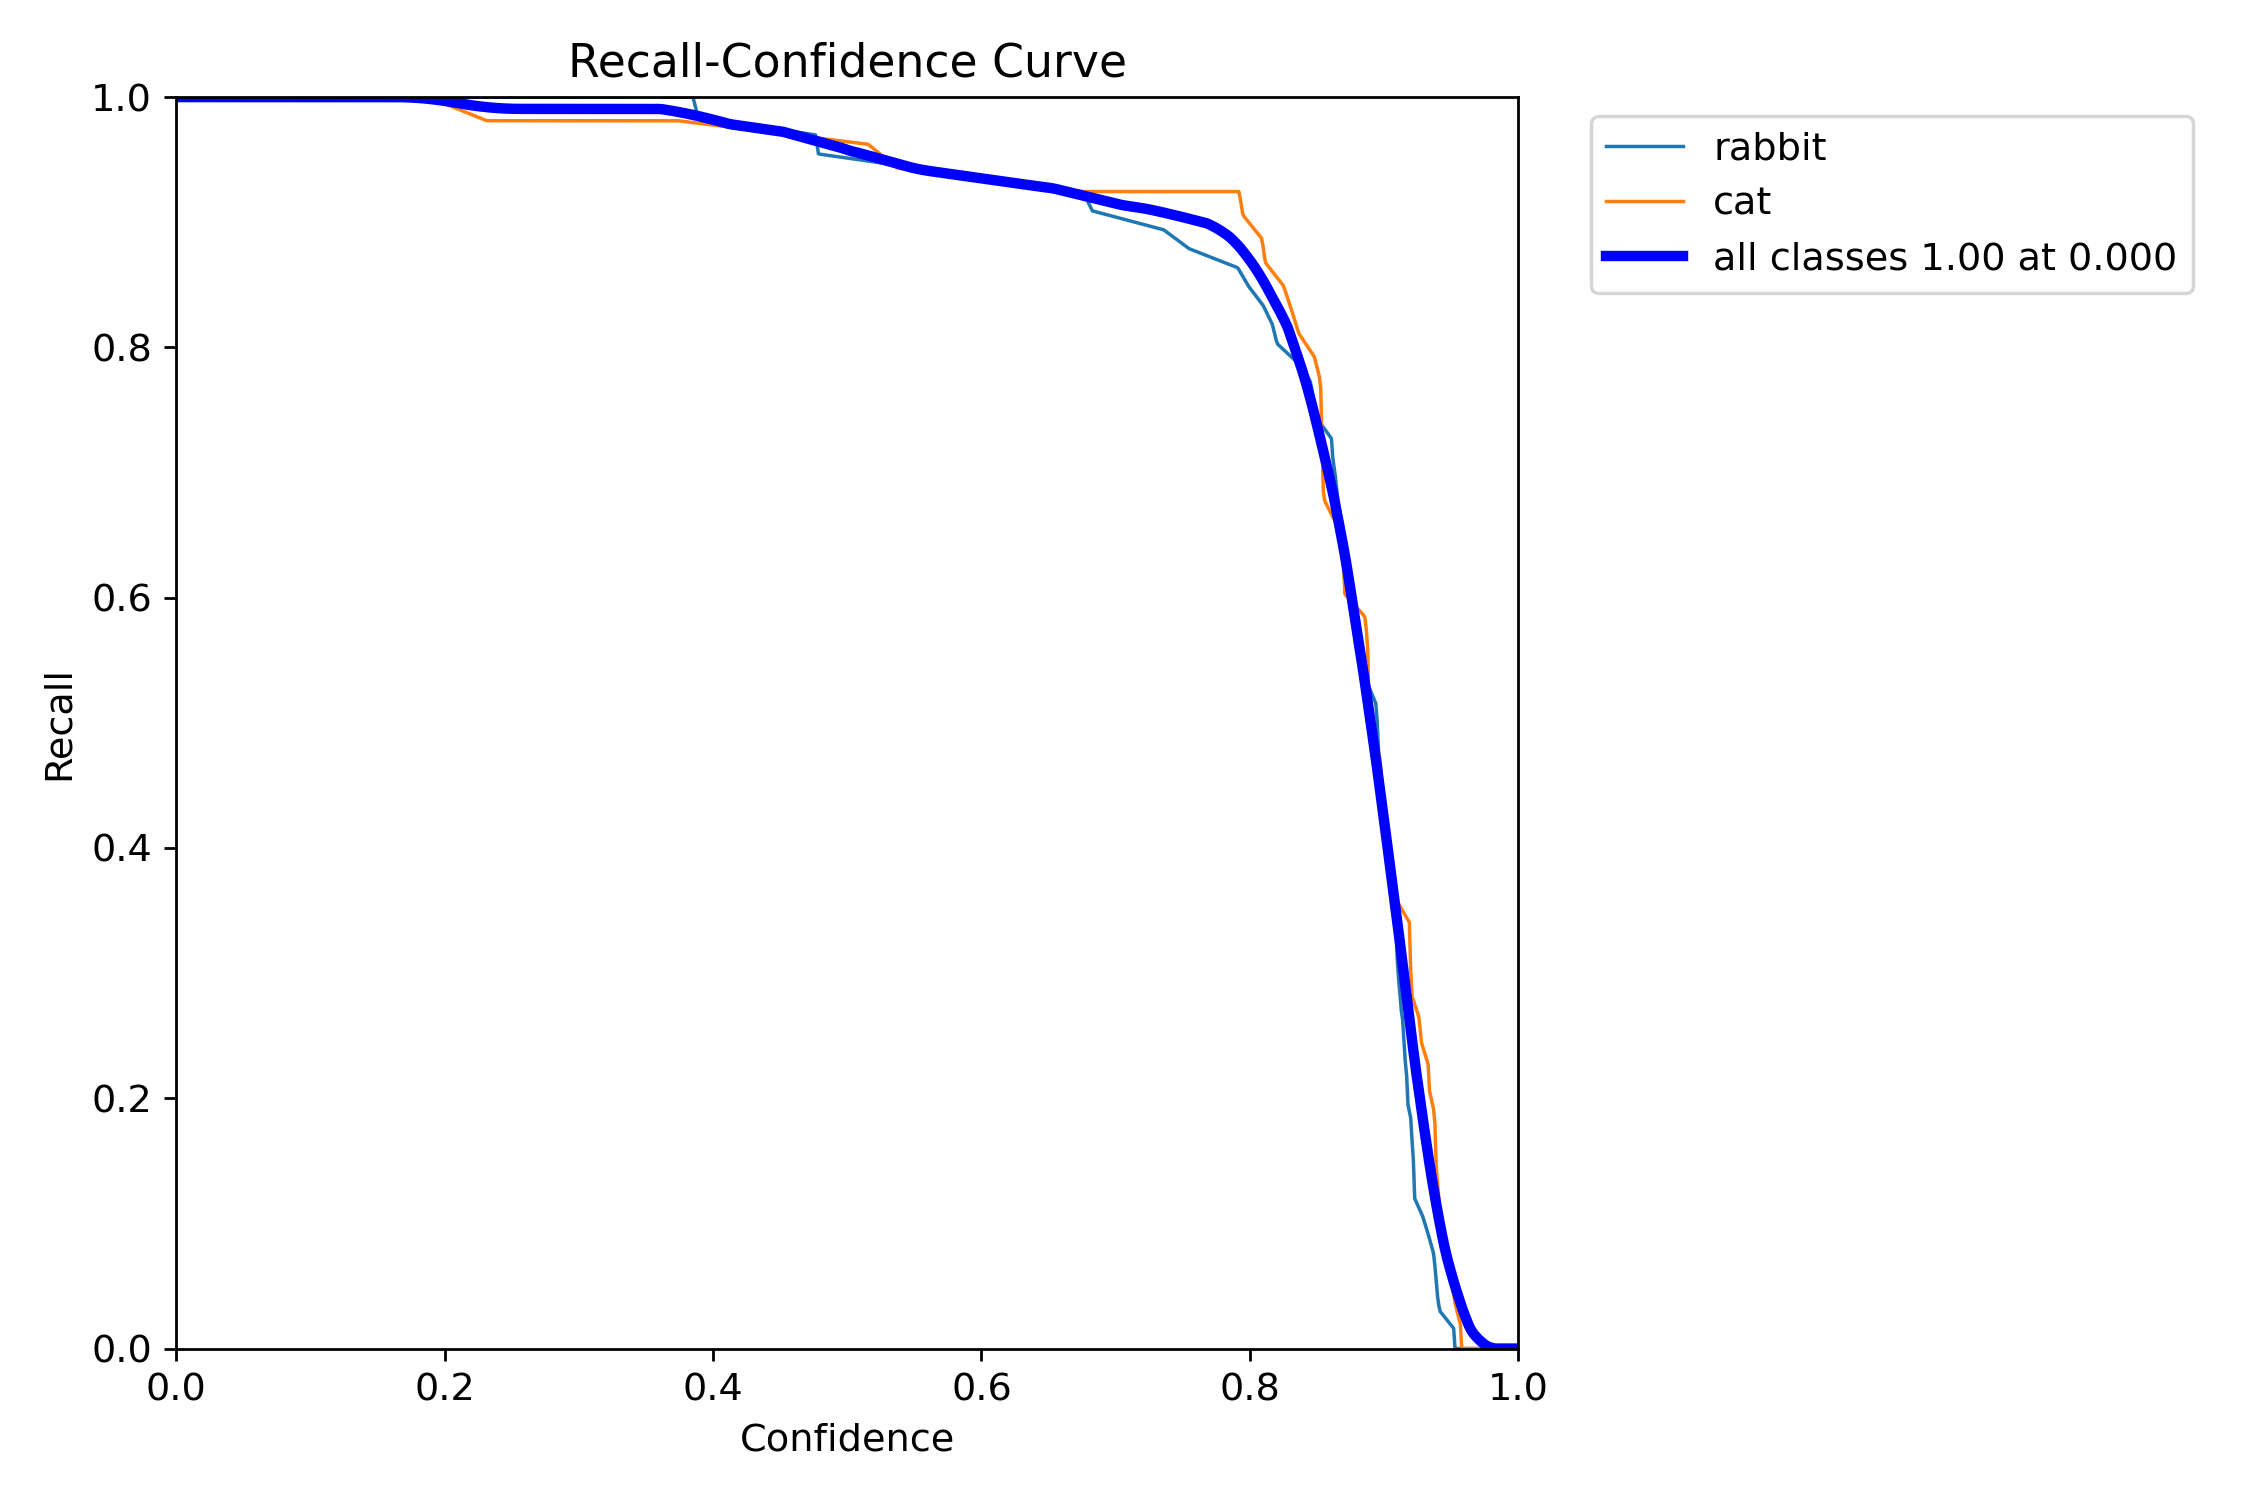 Recall-Confidence Curve
1.0
0.8
0.6
0.4
0.2
0.0
Recall
0.0 0.2 0.4 0.6 0.8 1.0
Confidence
rabbit
cat
all classes 1.00 at 0.000